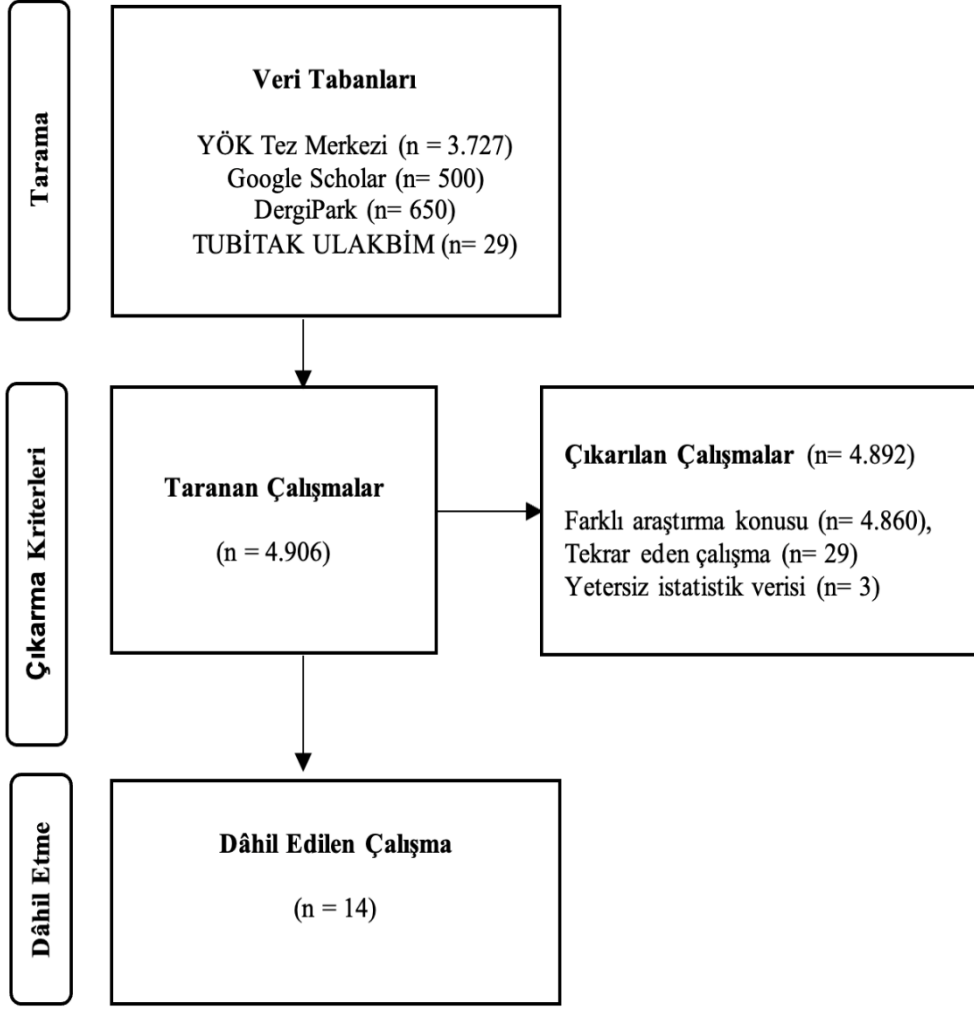 Tarama
Veri Tabanları
YÖK Tez Merkezi (n = 3.727)
Google Scholar (n= 500)
DergiPark (n= 650)
TUBİTAK ULAKBİM (n= 29)
Çıkarma Kriterleri
Taranan Çalışmalar
(n = 4.906)
Çıkarılan Çalışmalar (n= 4.892)
Farklı araştırma konusu (n= 4.860),
Tekrar eden çalışma (n= 29)
Yetersiz istatistik verisi (n= 3)
Dâhil Etme
Dâhil Edilen Çalışma
(n = 14)